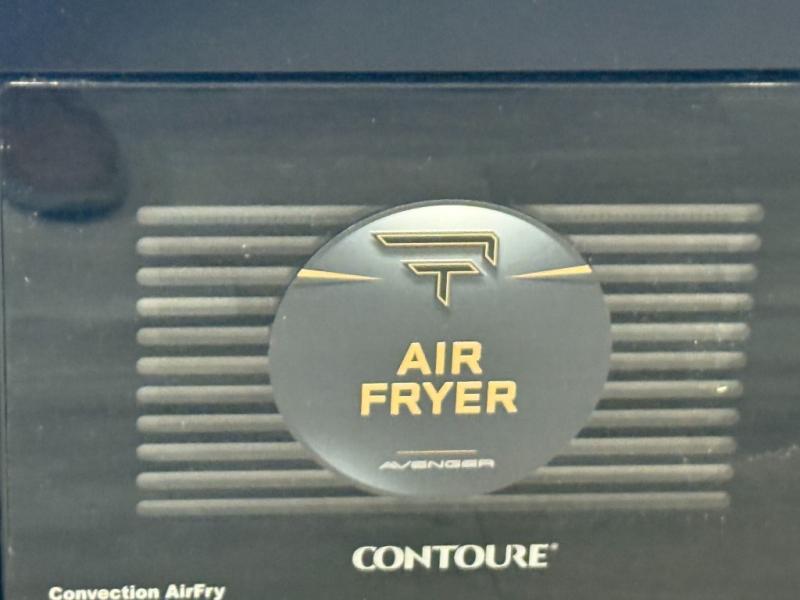 AIR
FRYER
AVENGER
CONTOURE®
Convection AirFry